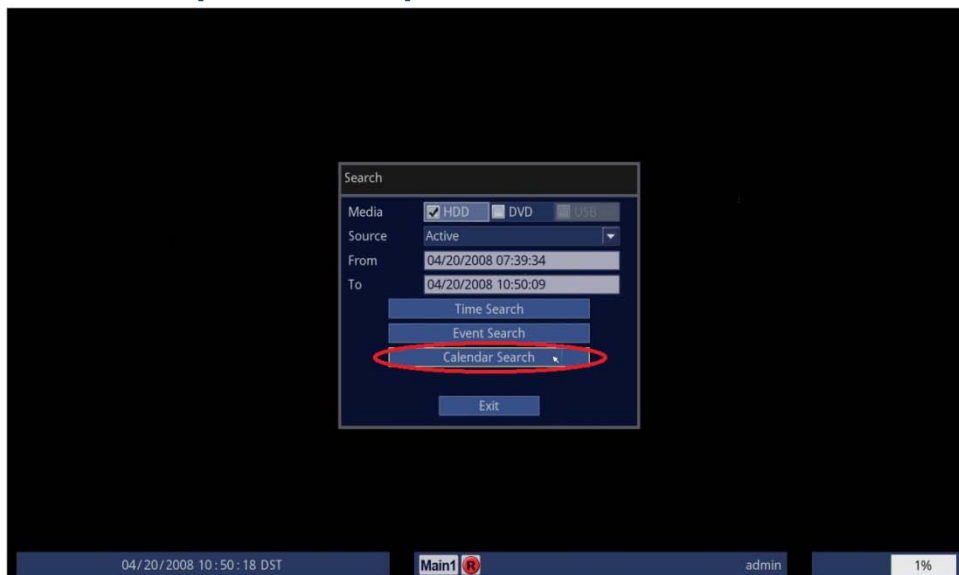 Search
Media HDD DVD USB
Source Active
From 04/20/2008 07:39:34
To 04/20/2008 10:50:09
Time Search
Event Search
Calendar Search
Exit
04/20/2008 10:50:18 DST Main1 R admin 1%